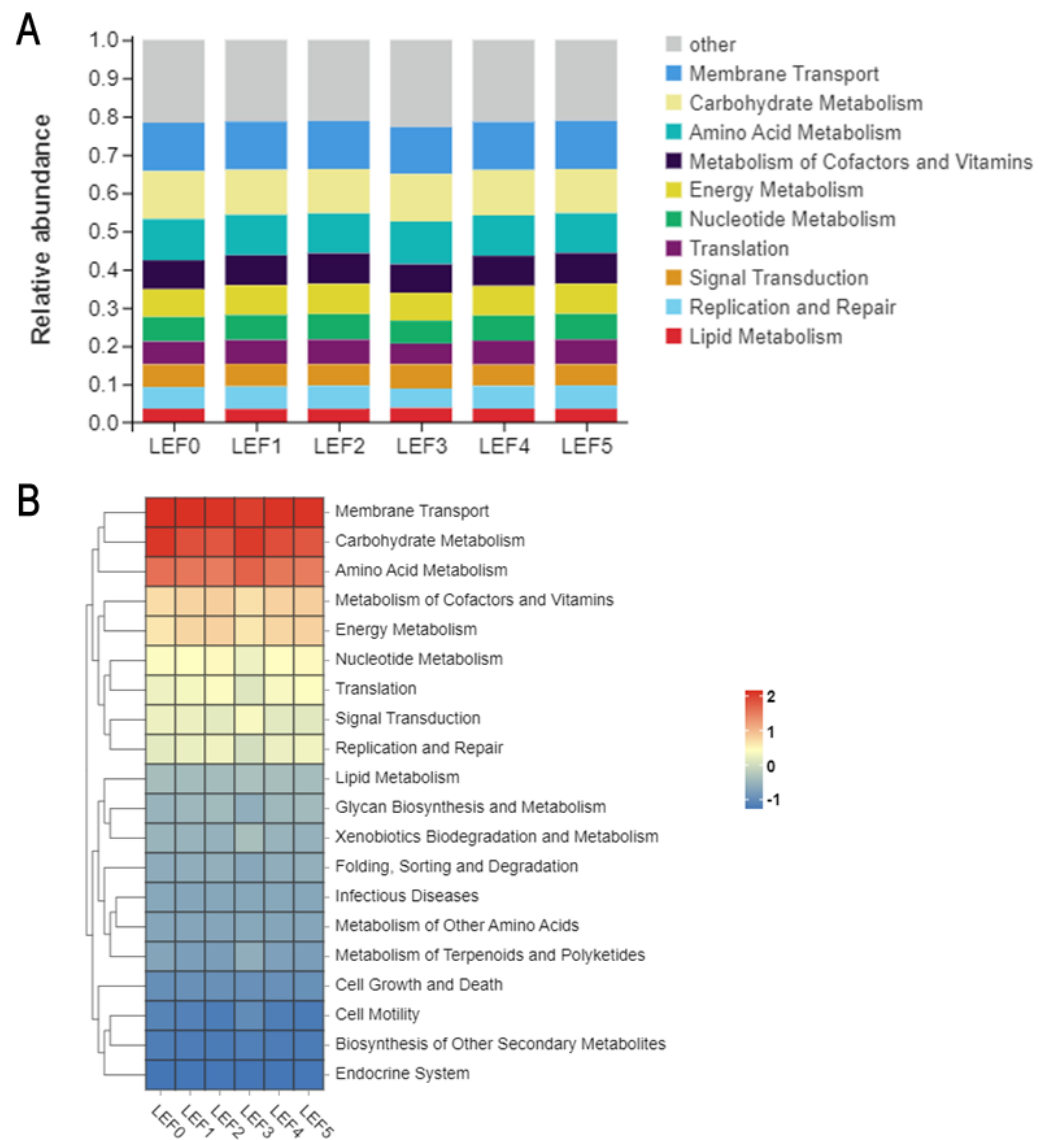 A
Relative abundance
1.0
0.9
0.8
0.7
0.6
0.5
0.4
0.3
0.2
0.1
0.0
LEF0 LEF1 LEF2 LEF3 LEF4 LEF5
other
Membrane Transport
Carbohydrate Metabolism
Amino Acid Metabolism
Metabolism of Cofactors and Vitamins
Energy Metabolism
Nucleotide Metabolism
Translation
Signal Transduction
Replication and Repair
Lipid Metabolism
B
Membrane Transport
Carbohydrate Metabolism
Amino Acid Metabolism
Metabolism of Cofactors and Vitamins
Energy Metabolism
Nucleotide Metabolism
Translation
Signal Transduction
Replication and Repair
Lipid Metabolism
Glycan Biosynthesis and Metabolism
Xenobiotics Biodegradation and Metabolism
Folding, Sorting and Degradation
Infectious Diseases
Metabolism of Other Amino Acids
Metabolism of Terpenoids and Polyketides
Cell Growth and Death
Cell Motility
Biosynthesis of Other Secondary Metabolites
Endocrine System
LEF0 LEF1 LEF2 LEF3 LEF4 LEF5
2
1
0
-1